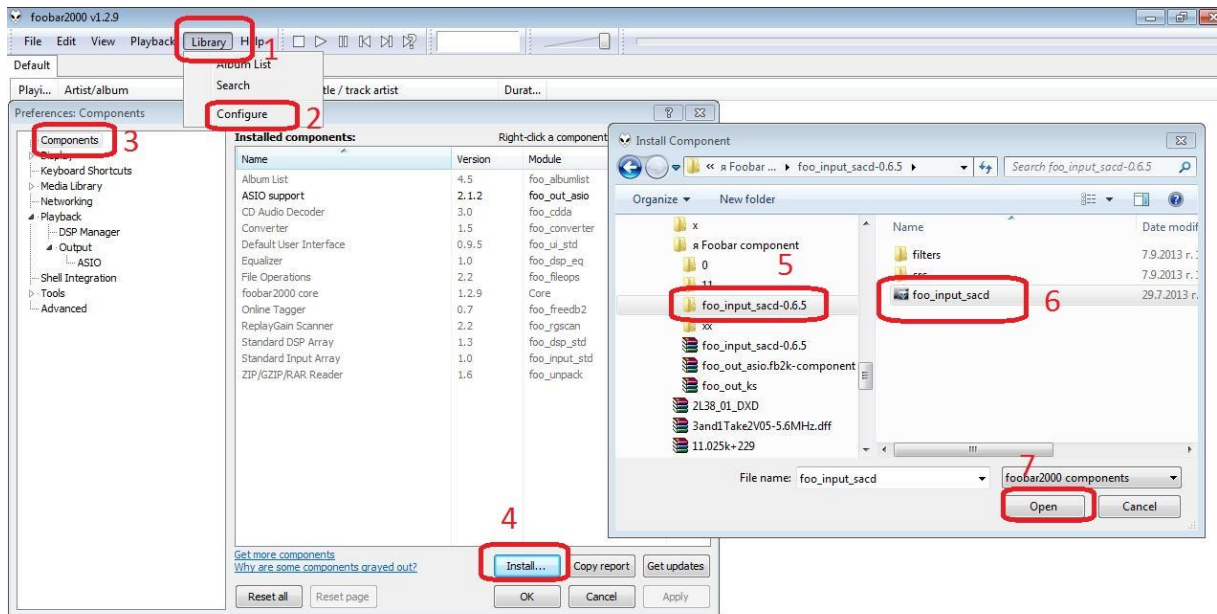 foobar2000 v1.2.9
File Edit View Playback Library Help
1
Default
Album List
Search
Configure
2
Playi... Artist/album tle / track artist Durat...
Preferences: Components
Components
3
Display
Keyboard Shortcuts
Media Library
Networking
Playback
DSP Manager
Output
ASIO
Shell Integration
Tools
Advanced
Installed components: Right-click a component
Name Version Module
Album List 4.5 foo_albumlist
ASIO support 2.1.2 foo_out_asio
CD Audio Decoder 3.0 foo_cdda
Converter 1.5 foo_converter
Default User Interface 0.9.5 foo_ui_std
Equalizer 1.0 foo_dsp_eq
File Operations 2.2 foo_fileops
foobar2000 core 1.2.9 Core
Online Tagger 0.7 foo_freedb2
ReplayGain Scanner 2.2 foo_rgscan
Standard DSP Array 1.3 foo_dsp_std
Standard Input Array 1.0 foo_input_std
ZIP/GZIP/RAR Reader 1.6 foo_unpack
4
Get more components
Why are some components grayed out?
Install... Copy report Get updates
Reset all Reset page OK Cancel Apply
Install Component
« я Foobar ... foo_input_sacd-0.6.5 Search foo_input_sacd-0.6.5
Organize New folder
x
я Foobar component
0
5
11
foo_input_sacd-0.6.5
xx
foo_input_sacd-0.6.5
foo_out_asio.fb2k-component
foo_out_ks
2L38_01_DXD
3and1Take2V05-5.6MHz.dff
11.025k+229
Name Date modif
filters 7.9.2013 г.
src 7.9.2013 г.
foo_input_sacd 29.7.2013 г.
6
7
File name: foo_input_sacd foobar2000 components
Open Cancel